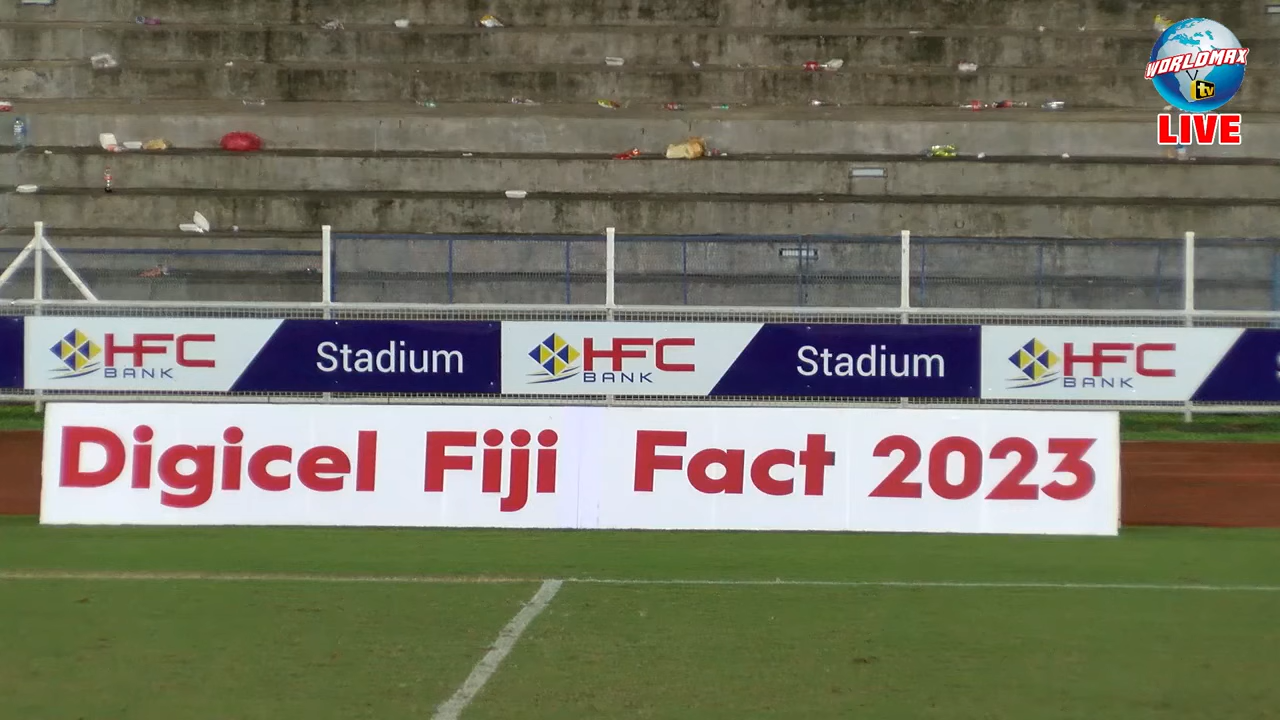 WORLDMAX
tv
LIVE
HFC BANK Stadium HFC BANK Stadium HFC BANK
Digicel Fiji Fact 2023